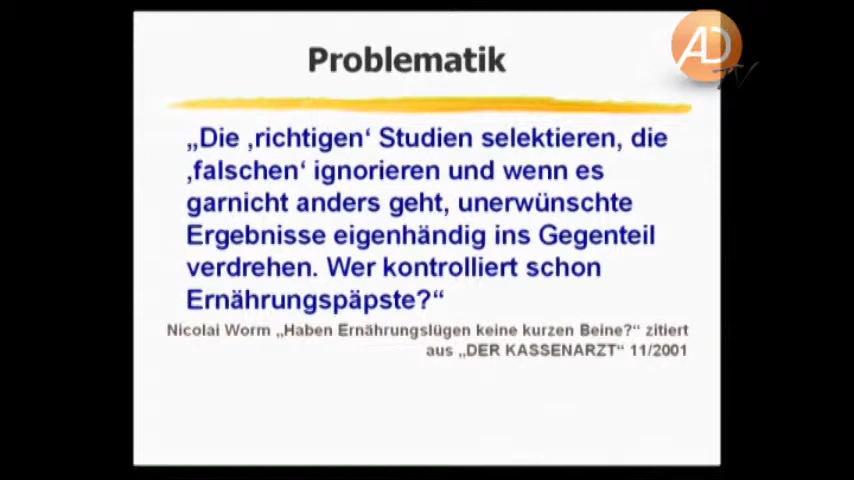 AD
TV
Problematik
„Die ‚richtigen‘ Studien selektieren, die
‚falschen‘ ignorieren und wenn es
garnicht anders geht, unerwünschte
Ergebnisse eigenhändig ins Gegenteil
verdrehen. Wer kontrolliert schon
Ernährungspäpste?“
Nicolai Worm „Haben Ernährungslügen keine kurzen Beine?“ zitiert
aus „DER KASSENARZT“ 11/2001